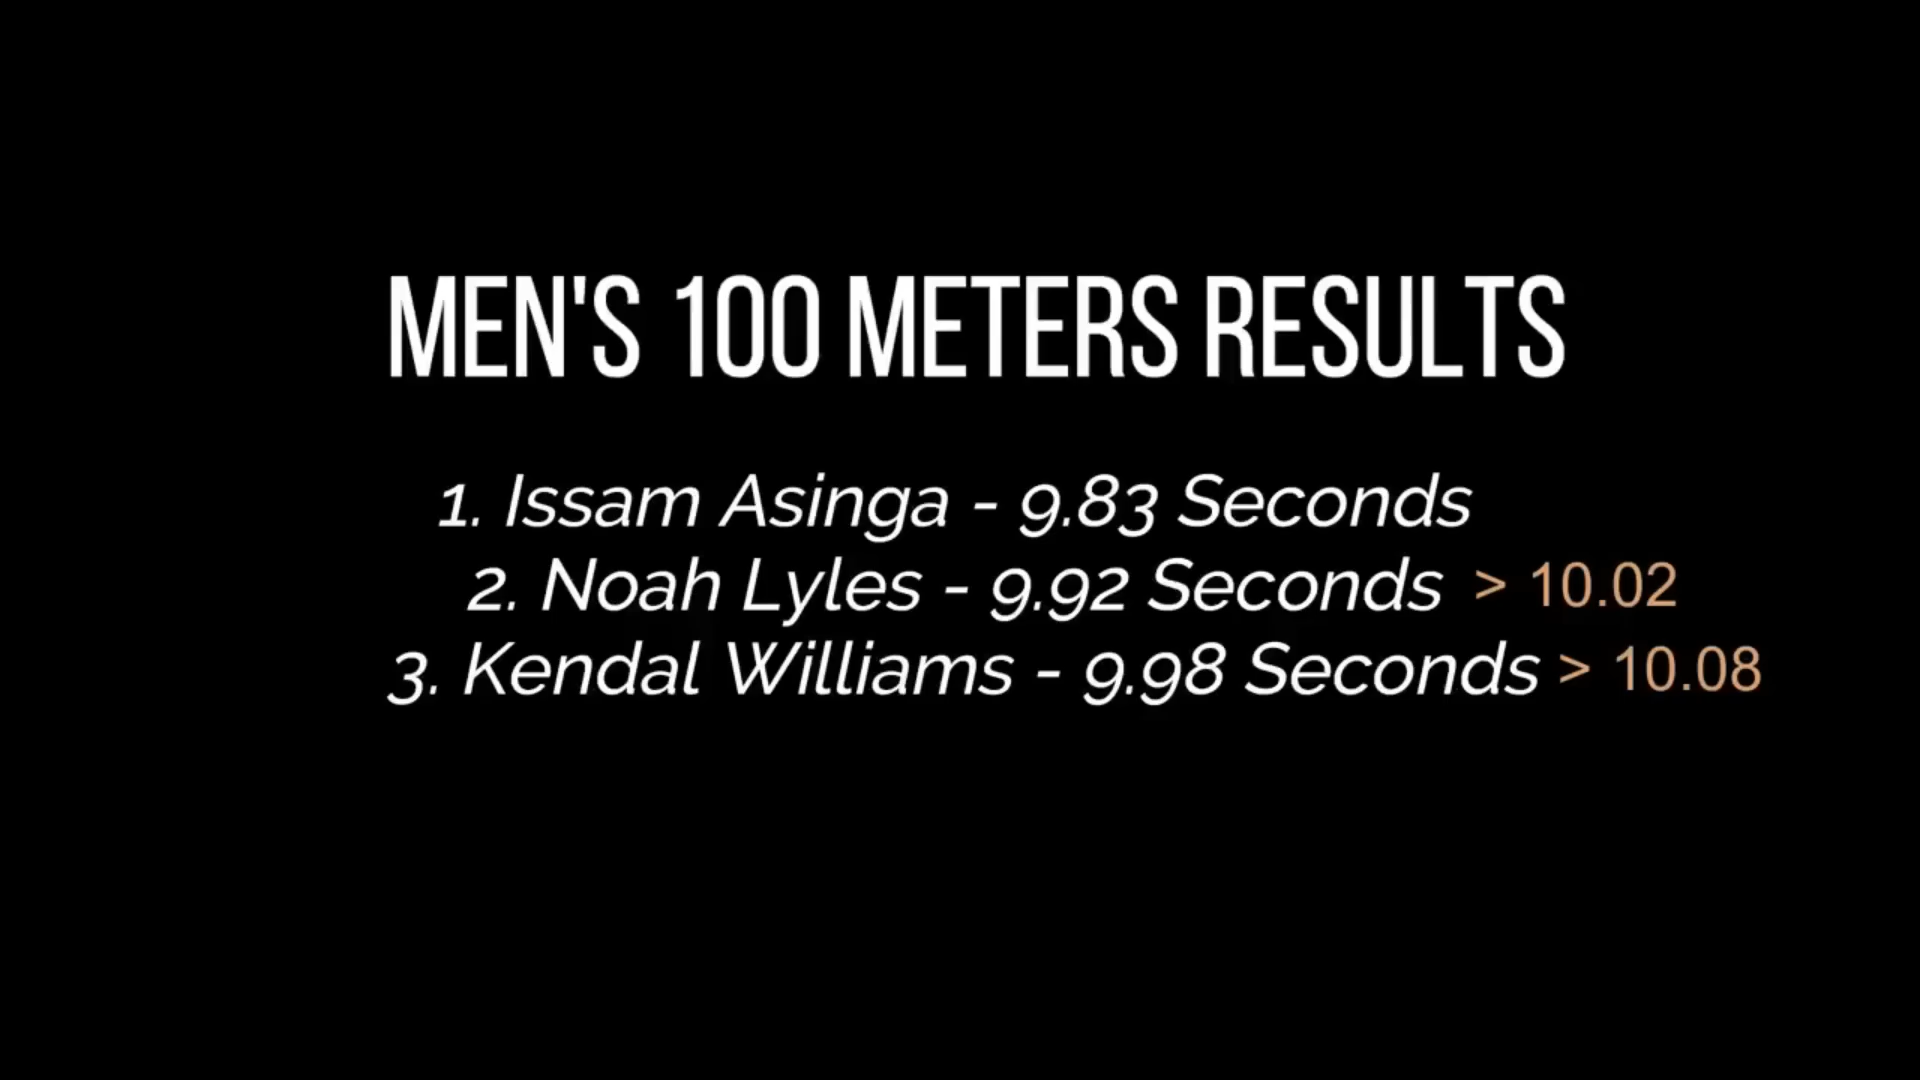 MEN'S 100 METERS RESULTS
1. Issam Asinga - 9.83 Seconds
2. Noah Lyles - 9.92 Seconds > 10.02
3. Kendal Williams - 9.98 Seconds > 10.08